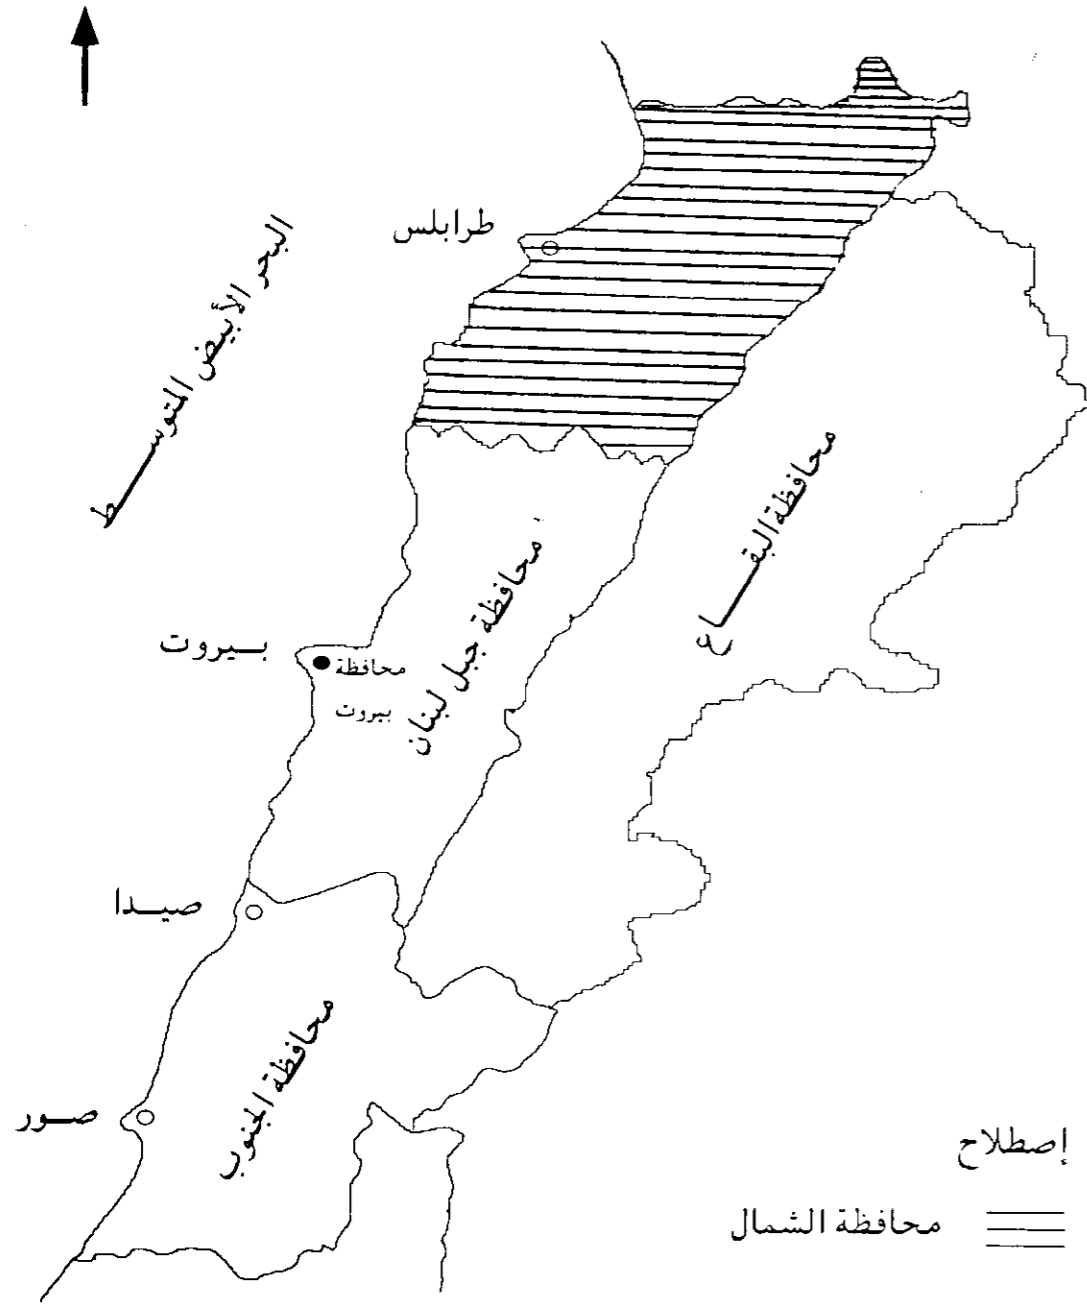 طرابلس
البحر الأبيض المتوسط
محافظة البقاع
محافظة جبل لبنان
بيروت
محافظة
بيروت
صيدا
محافظة الجنوب
صور
إصطلاح
محافظة الشمال